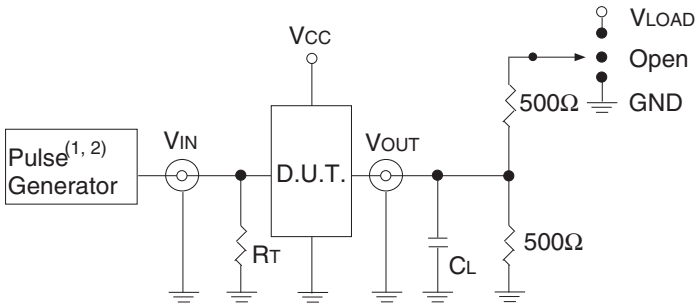 VLOAD
VCC
Open
500Ω
GND
VIN
VOUT
Pulse(1, 2)
Generator
D.U.T.
RT
CL
500Ω